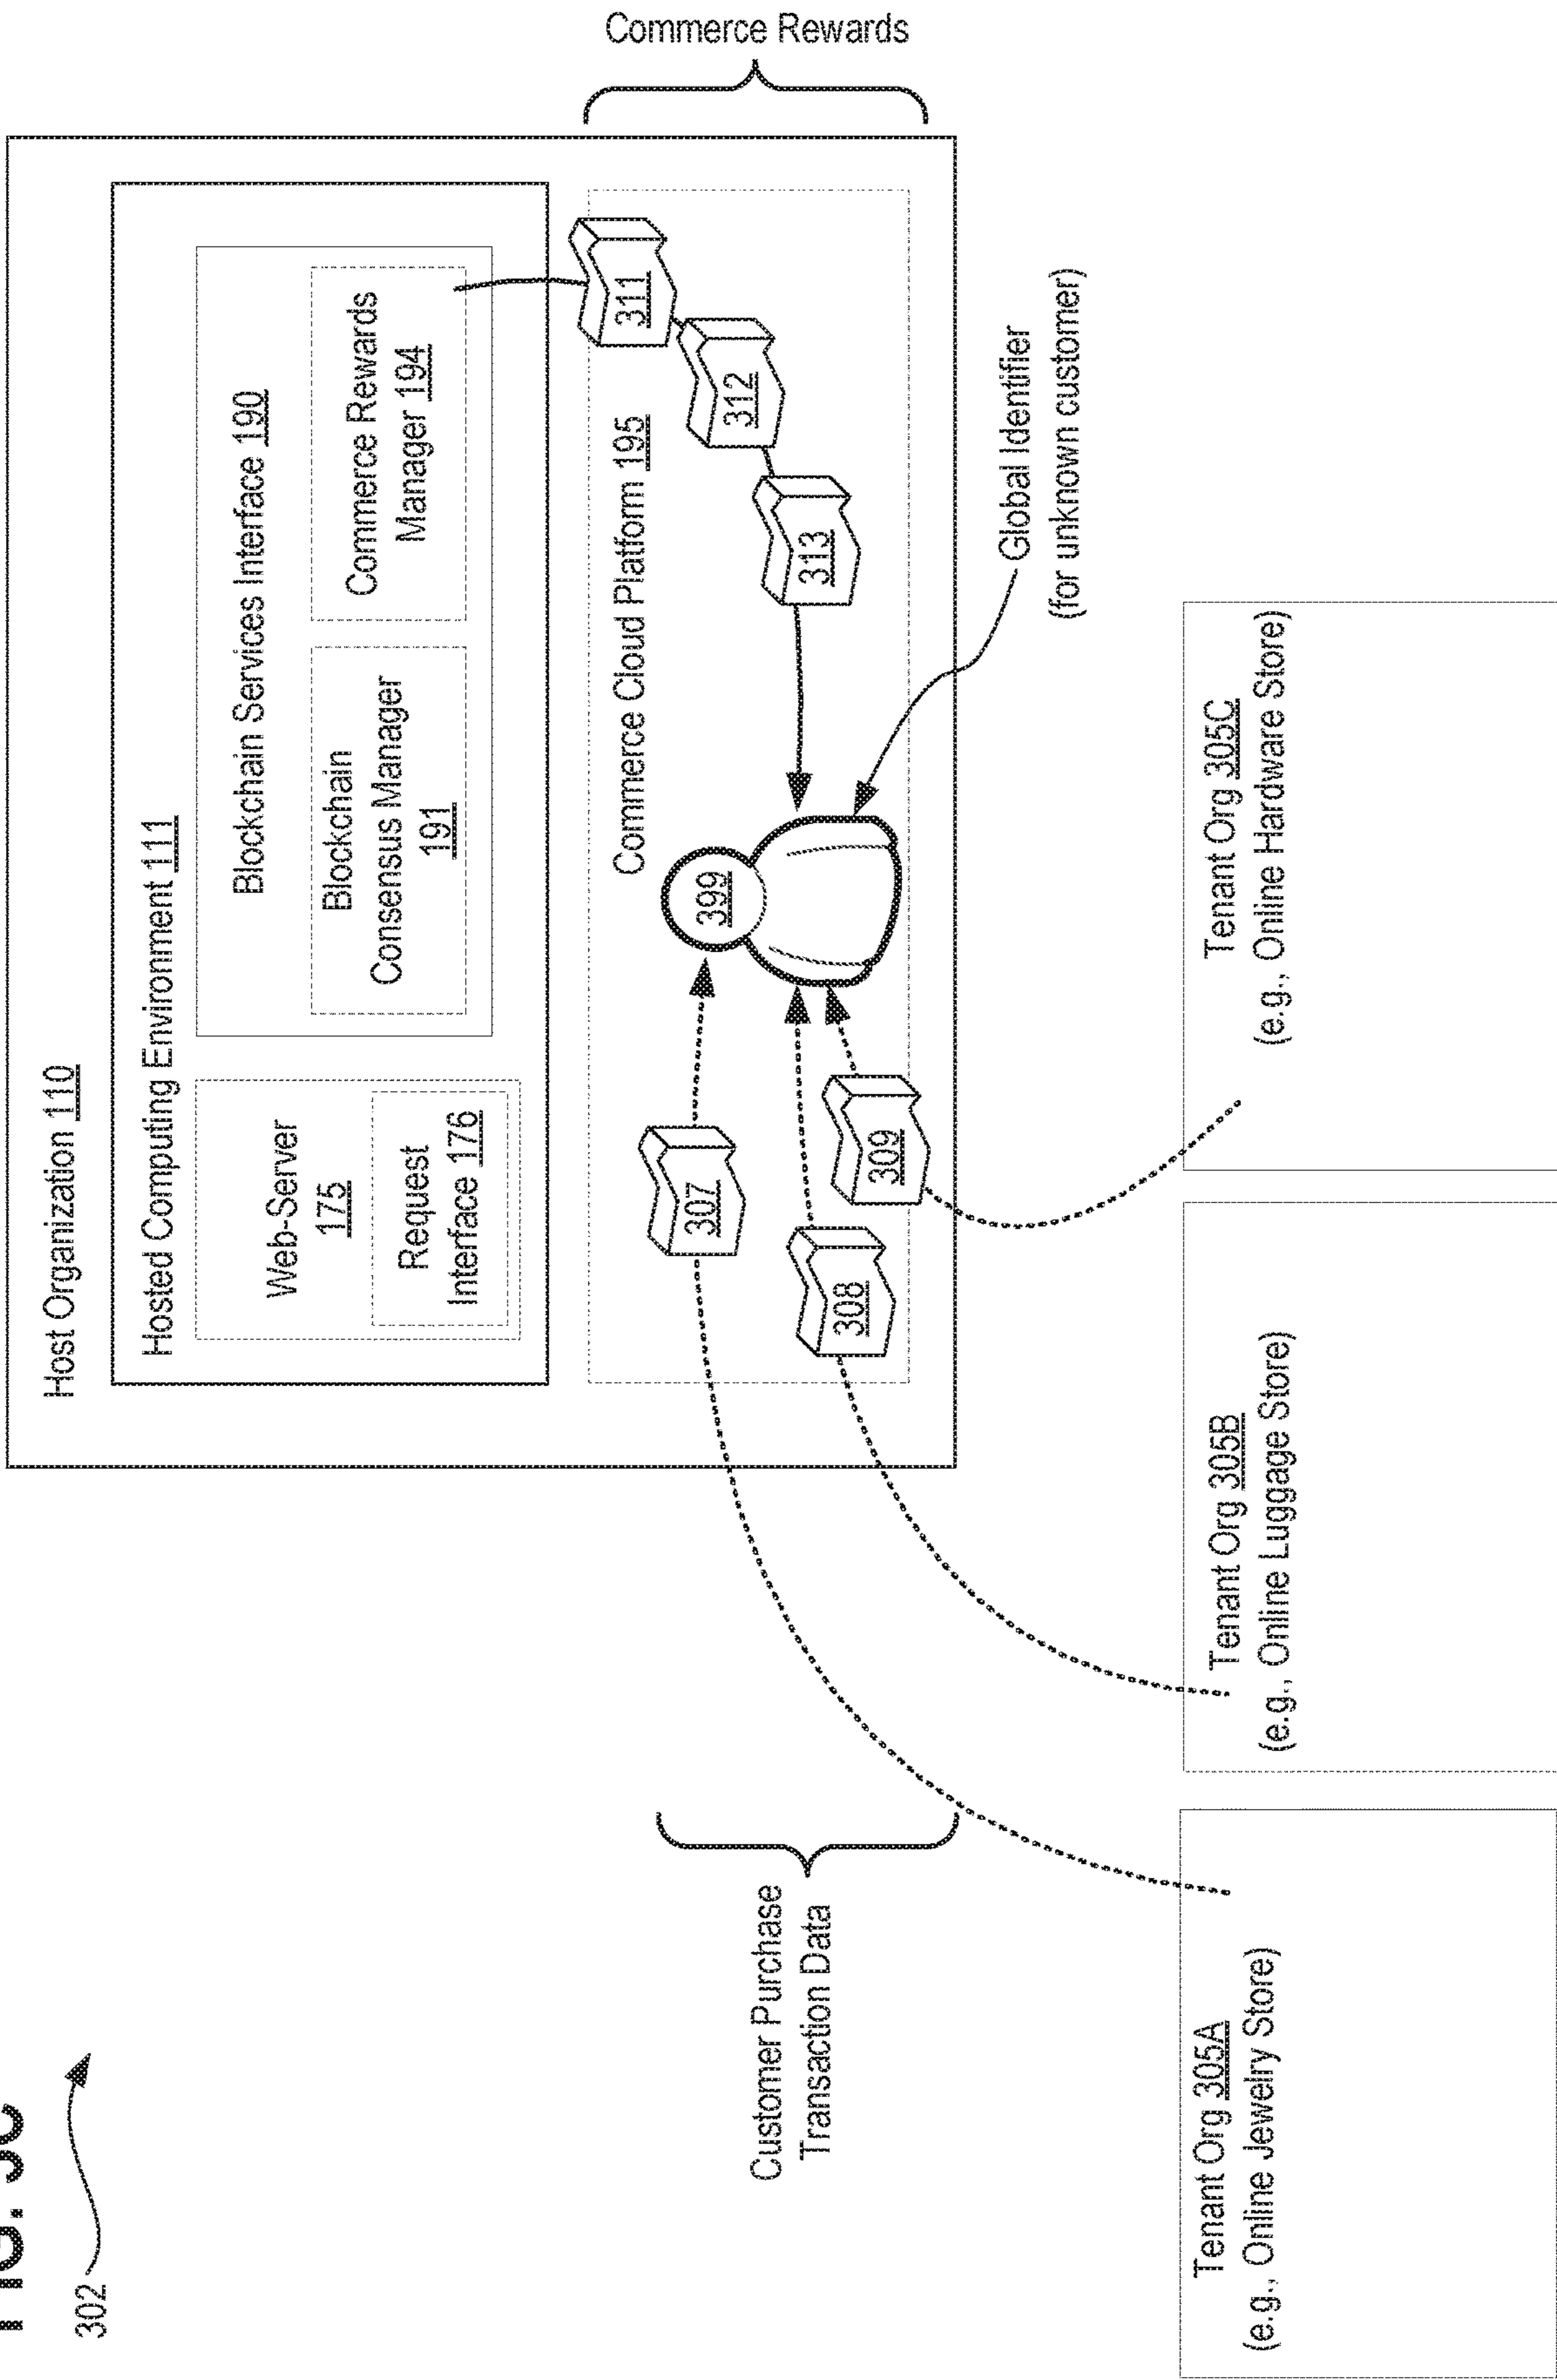 FIG. 3C
302
Host Organization 110
Hosted Computing Environment 111
Web-Server
175
Request
Interface 176
Blockchain Services Interface 190
Blockchain
Consensus Manager
191
Commerce Rewards
Manager 194
Commerce Cloud Platform 195
Commerce Rewards
311
312
313
399
307
308
309
Customer Purchase
Transaction Data
Global Identifier
(for unknown customer)
Tenant Org 305A
(e.g., Online Jewelry Store)
Tenant Org 305B
(e.g., Online Luggage Store)
Tenant Org 305C
(e.g., Online Hardware Store)